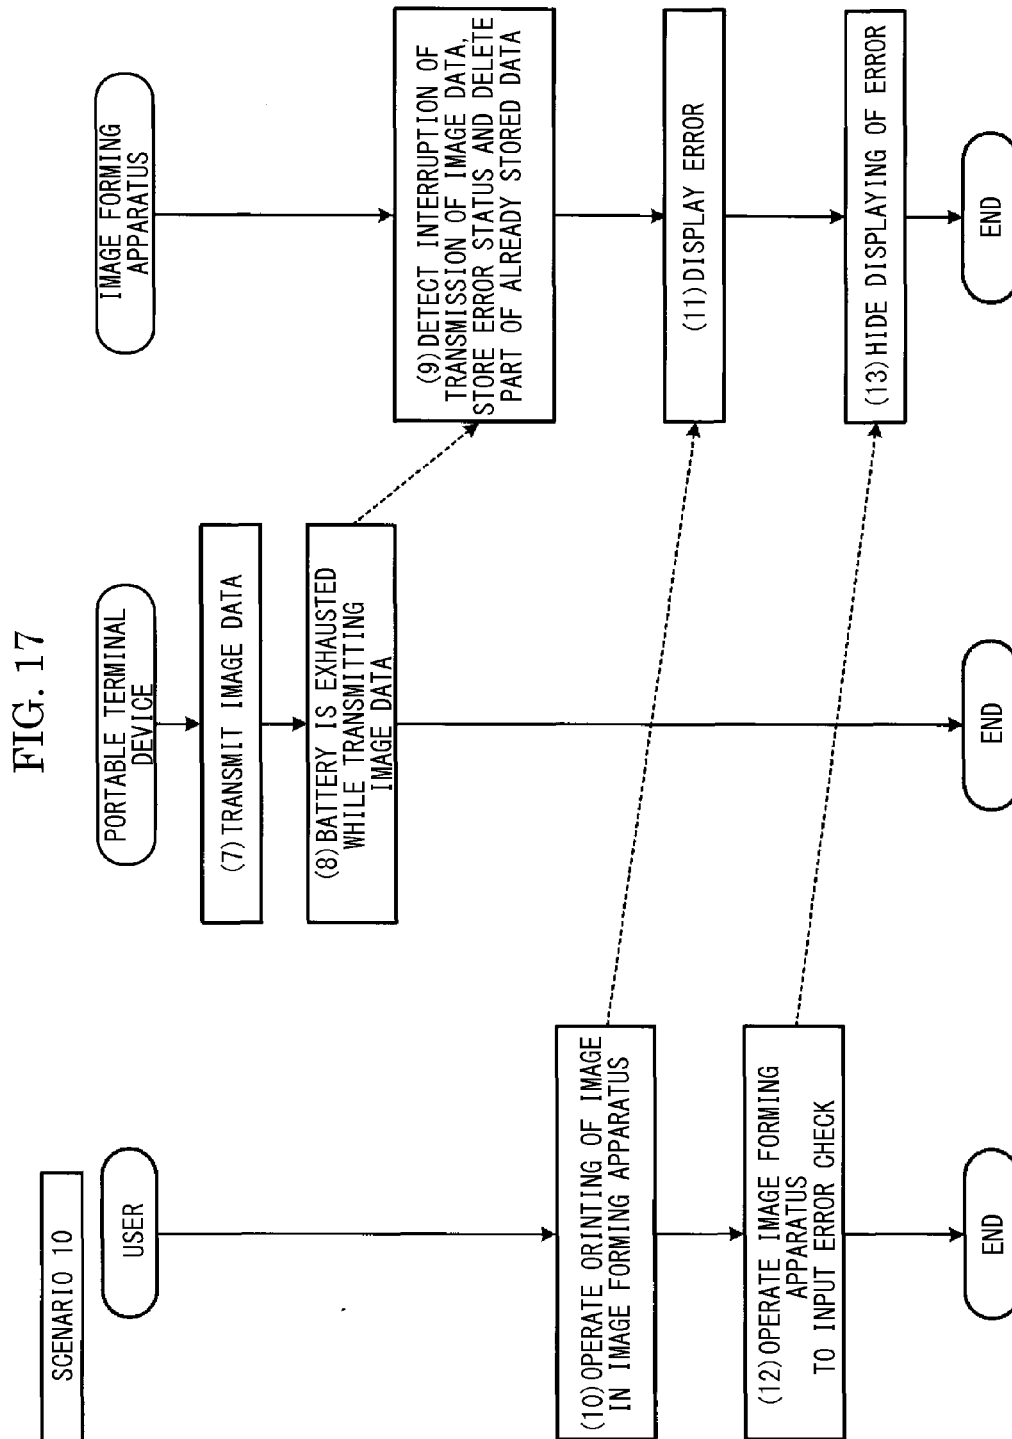 FIG. 17
SCENARIO 10
USER
(10)OPERATE ORINTING OF IMAGE
IN IMAGE FORMING APPARATUS
(12)OPERATE IMAGE FORMING
APPARATUS
TO INPUT ERROR CHECK
END
PORTABLE TERMINAL
DEVICE
(7)TRANSMIT IMAGE DATA
(8)BATTERY IS EXHAUSTED
WHILE TRANSMITTING
IMAGE DATA
END
IMAGE FORMING
APPARATUS
(9)DETECT INTERRUPTION OF
TRANSMISSION OF IMAGE DATA,
STORE ERROR STATUS AND DELETE
PART OF ALREADY STORED DATA
(11)DISPLAY ERROR
(13)HIDE DISPLAYING OF ERROR
END